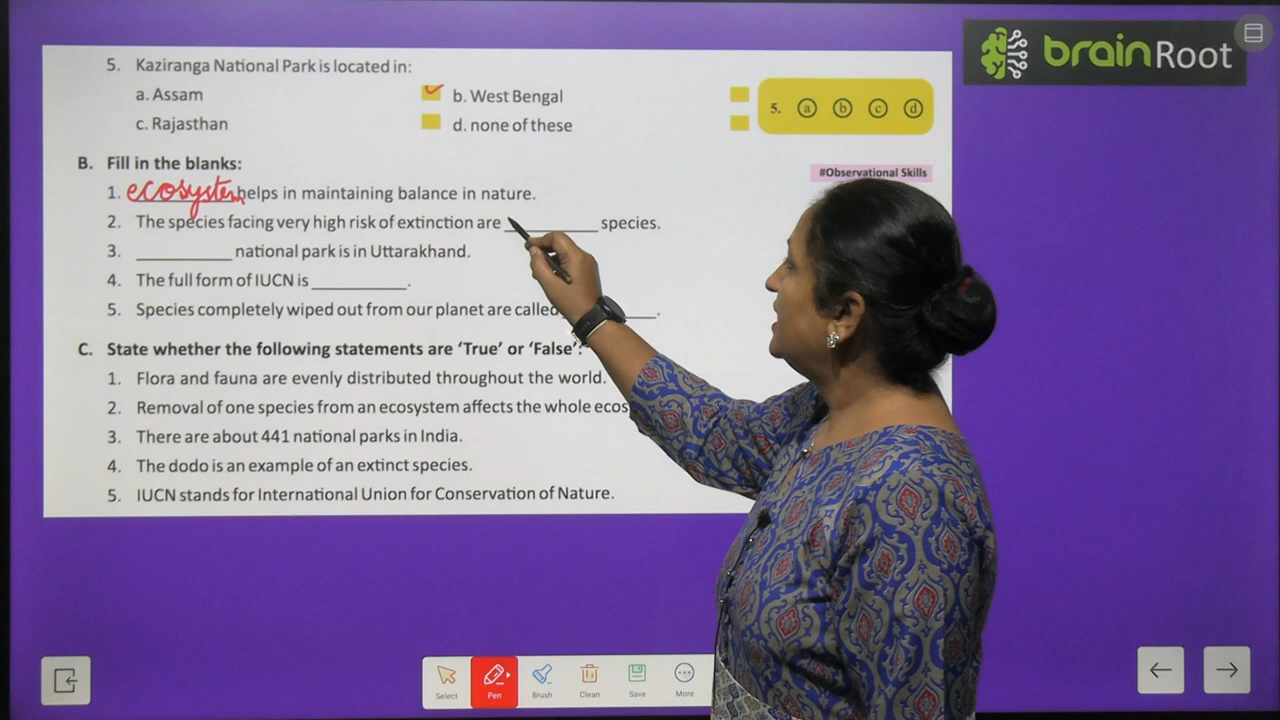 brainRoot
5. Kaziranga National Park is located in:
a. Assam
b. West Bengal
c. Rajasthan
d. none of these
5. a b c d
B. Fill in the blanks:
#Observational Skills
1. ecosystem helps in maintaining balance in nature.
2. The species facing very high risk of extinction are __________ species.
3. __________ national park is in Uttarakhand.
4. The full form of IUCN is __________.
5. Species completely wiped out from our planet are called ____.
C. State whether the following statements are ‘True’ or ‘False’:
1. Flora and fauna are evenly distributed throughout the world.
2. Removal of one species from an ecosystem affects the whole
3. There are about 441 national parks in India.
4. The dodo is an example of an extinct species.
5. IUCN stands for International Union for Conservation of Nature.
Select Pen Brush Clean Save More